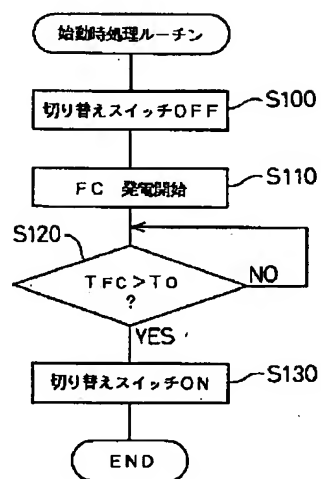 始動時処理ルーチン
切り替えスイッチOFF
S100
FC 発電開始
S110
S120
TFC>TO
?
NO
YES
切り替えスイッチON
S130
END